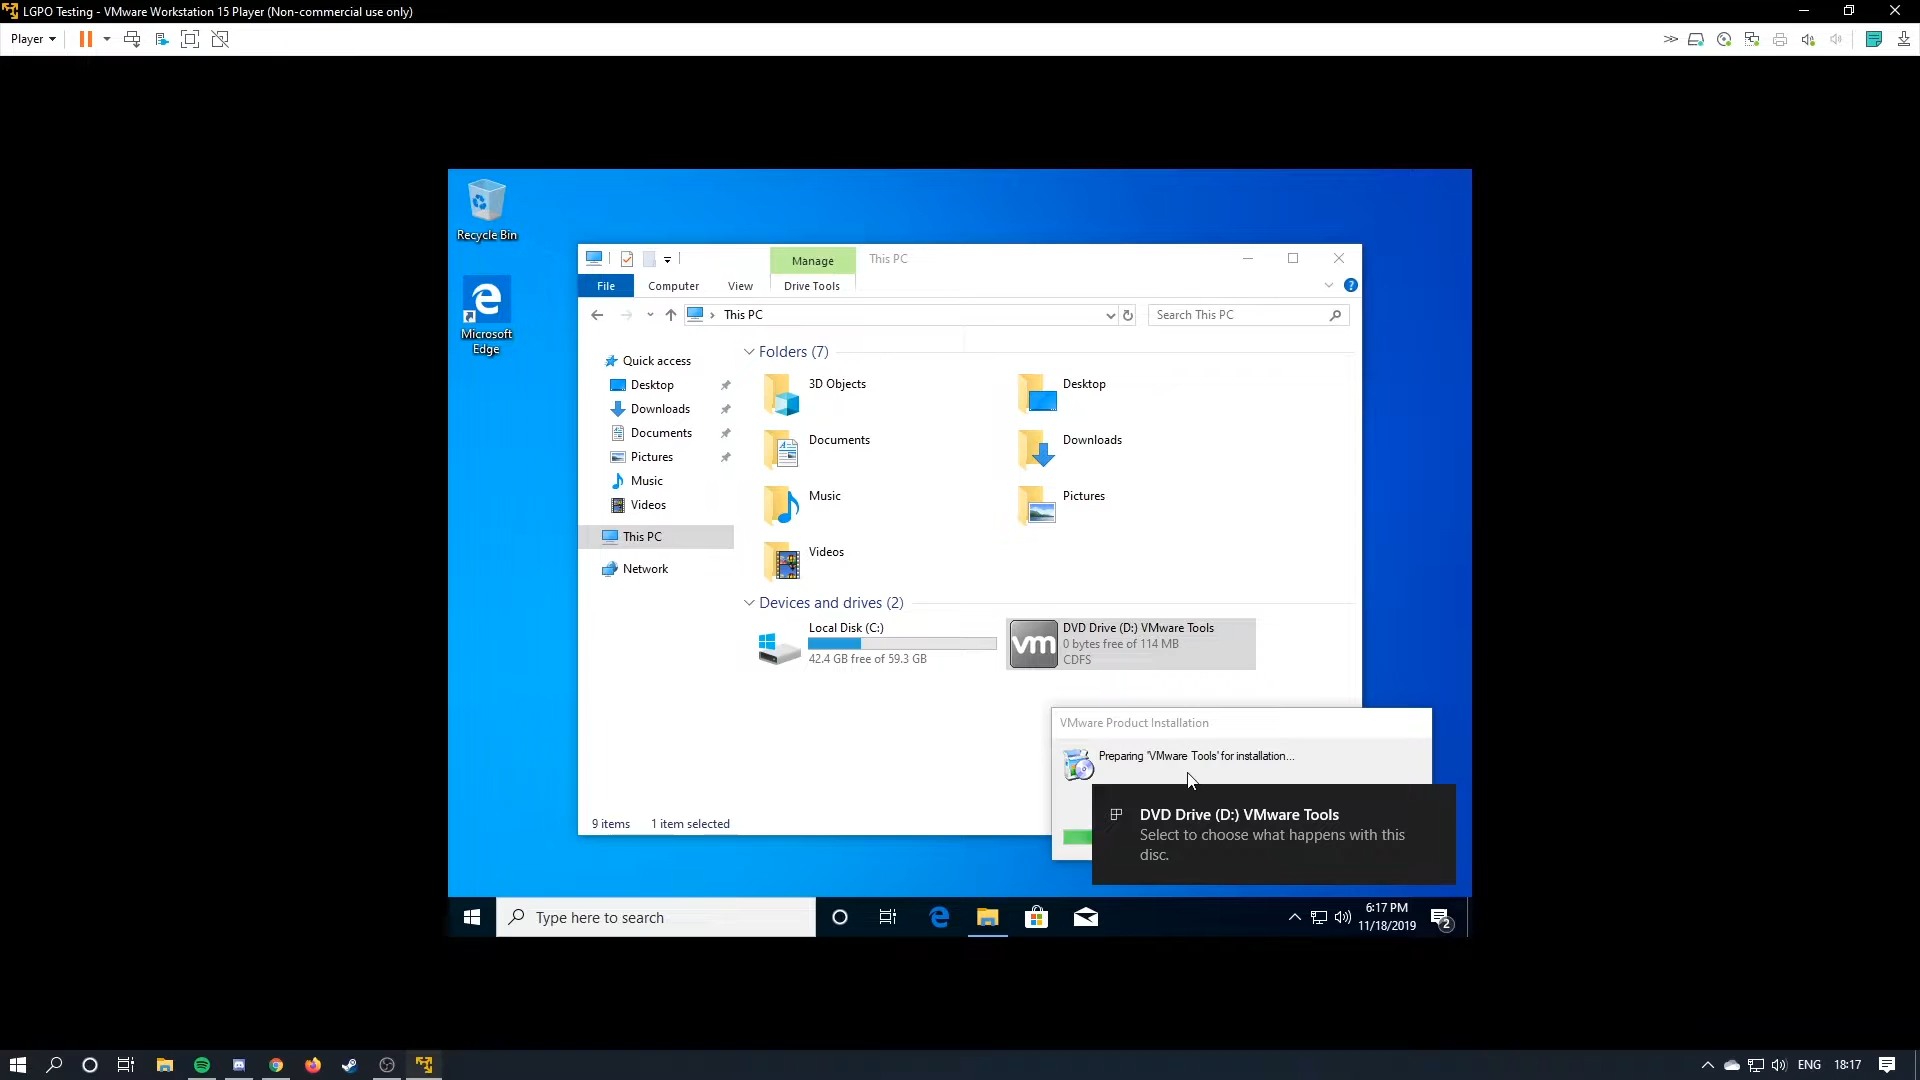 LGPO Testing - VMware Workstation 15 Player (Non-commercial use only)
Player
Recycle Bin
Microsoft
Edge
Manage
This PC
File
Computer
View
Drive Tools
This PC
Search This PC
Quick access
Desktop
Downloads
Documents
Pictures
Music
Videos
This PC
Network
Folders (7)
3D Objects
Desktop
Documents
Downloads
Music
Pictures
Videos
Devices and drives (2)
Local Disk (C:)
42.4 GB free of 59.3 GB
vm
DVD Drive (D:) VMware Tools
0 bytes free of 114 MB
CDFS
9 items
1 item selected
VMware Product Installation
Preparing 'VMware Tools' for installation...
DVD Drive (D:) VMware Tools
Select to choose what happens with this
disc.
Type here to search
6:17 PM
11/18/2019
2
ENG
18:17